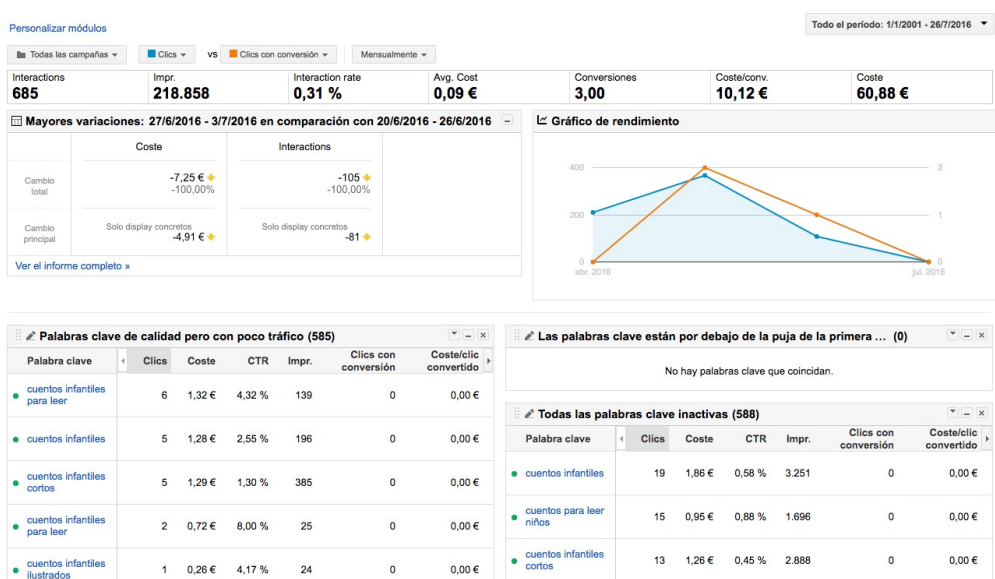 Todo el período: 1/1/2001 - 26/7/2016
Personalizar módulos
Todas las campañas
Clics
vs
Clics con conversión
Mensualmente
Interactions Impr. Interaction rate Avg. Cost Conversiones Coste/conv. Coste
685 218.858 0,31 % 0,09 € 3,00 10,12 € 60,88 €
Mayores variaciones: 27/6/2016 - 3/7/2016 en comparación con 20/6/2016 - 26/6/2016
Coste Interactions
Cambio total
-7,25 € -105
-100,00% -100,00%
Cambio principal
Solo display concretos Solo display concretos
-4,91 € -81
Ver el informe completo »
Gráfico de rendimiento
400 2
200 1
0 0
abr. 2016 jul. 2016
Palabras clave de calidad pero con poco tráfico (585)
Palabra clave Clics Coste CTR Impr. Clics con conversión Coste/clic convertido
cuentos infantiles para leer 6 1,32 € 4,32 % 139 0 0,00 €
cuentos infantiles 5 1,28 € 2,55 % 196 0 0,00 €
cuentos infantiles cortos 5 1,29 € 1,30 % 385 0 0,00 €
cuentos infantiles para leer 2 0,72 € 8,00 % 25 0 0,00 €
cuentos infantiles ilustrados 1 0,26 € 4,17 % 24 0 0,00 €
Las palabras clave están por debajo de la puja de la primera ... (0)
No hay palabras clave que coincidan.
Todas las palabras clave inactivas (588)
Palabra clave Clics Coste CTR Impr. Clics con conversión Coste/clic convertido
cuentos infantiles 19 1,86 € 0,58 % 3.251 0 0,00 €
cuentos para leer niños 15 0,95 € 0,88 % 1.696 0 0,00 €
cuentos infantiles cortos 13 1,26 € 0,45 % 2.888 0 0,00 €